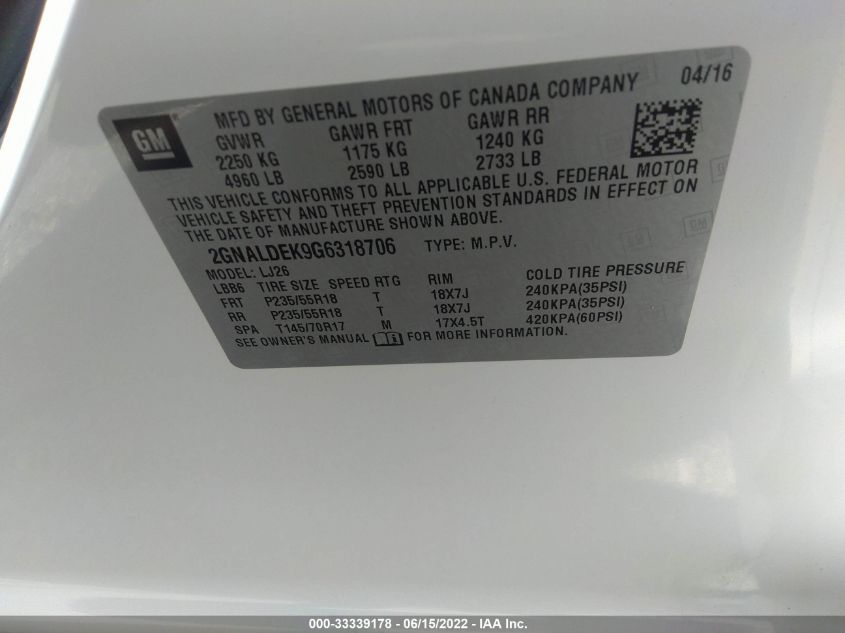 MFD BY GENERAL MOTORS OF CANADA COMPANY 04/16
GM
GVWR GAWR FRT GAWR RR
2250 KG 1175 KG 1240 KG
4960 LB 2590 LB 2733 LB
THIS VEHICLE CONFORMS TO ALL APPLICABLE U.S. FEDERAL MOTOR
VEHICLE SAFETY AND THEFT PREVENTION STANDARDS IN EFFECT ON
THE DATE OF MANUFACTURE SHOWN ABOVE.
2GNALDEK9G6318706 TYPE: M.P.V.
MODEL: LJ26
LBB6 TIRE SIZE SPEED RTG RIM COLD TIRE PRESSURE
FRT P235/55R18 T 18X7J 240KPA(35PSI)
RR P235/55R18 T 18X7J 240KPA(35PSI)
SPA T145/70R17 M 17X4.5T 420KPA(60PSI)
SEE OWNER'S MANUAL FOR MORE INFORMATION.
000-33339178 - 06/15/2022 - IAA Inc.